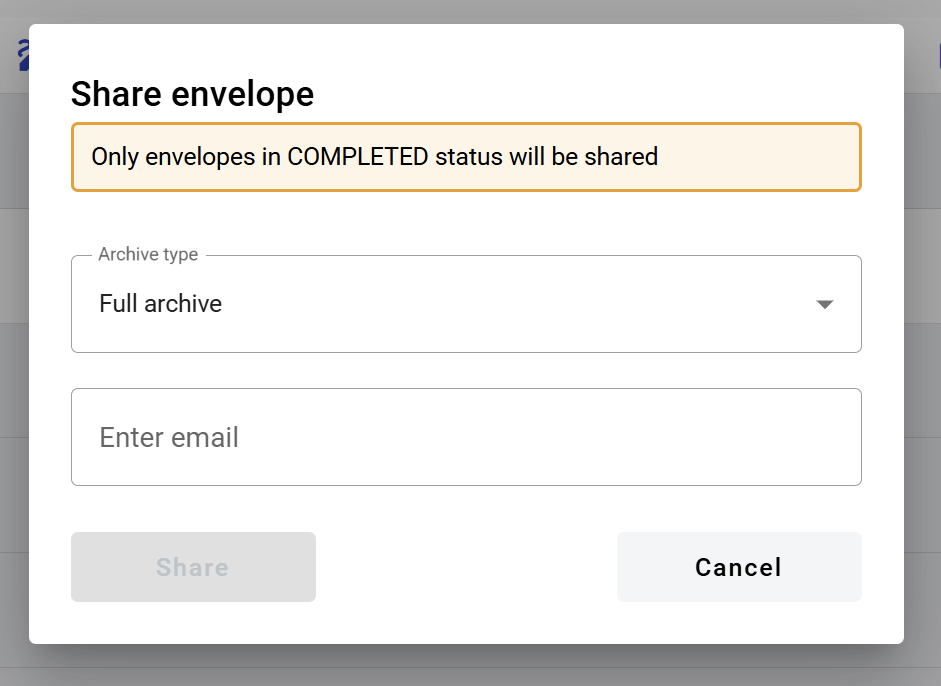 Share envelope
Only envelopes in COMPLETED status will be shared
Archive type
Full archive
Enter email
Share
Cancel